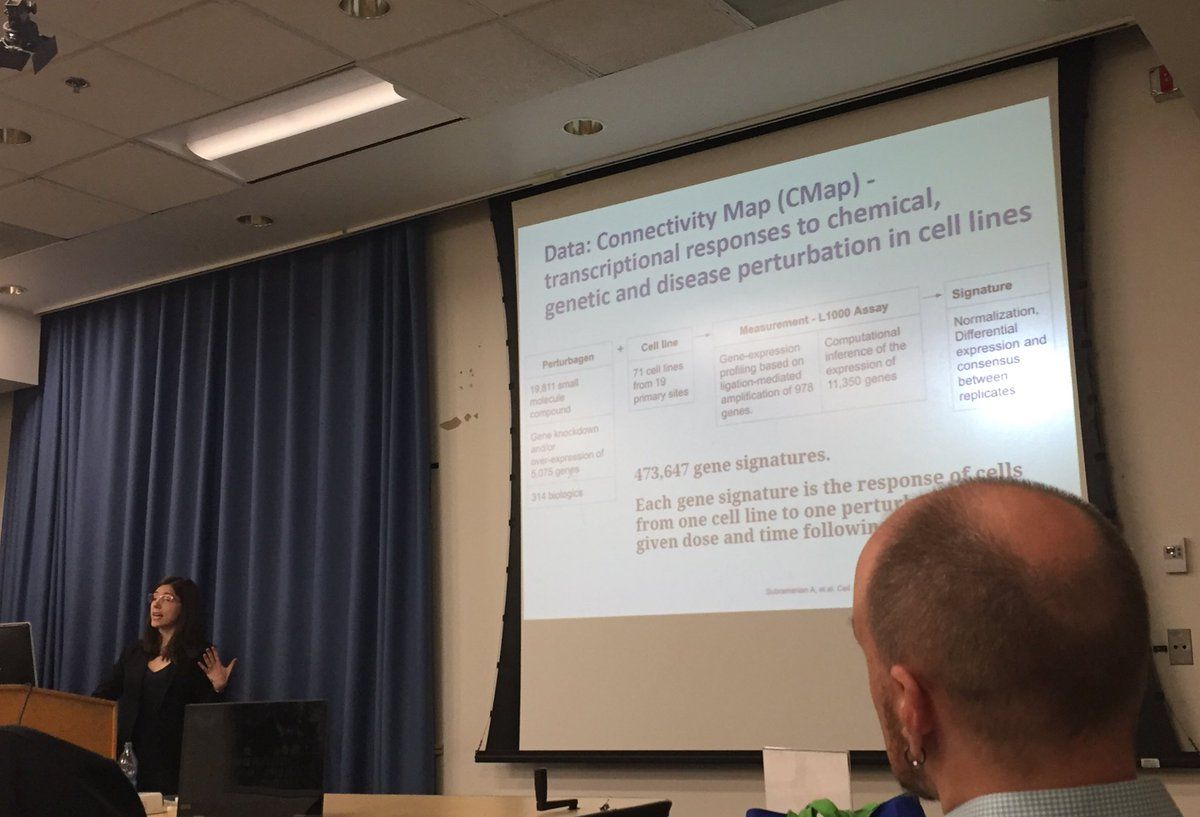 Data: Connectivity Map (CMap) -
transcriptional responses to chemical,
genetic and disease perturbation in cell lines
Perturbagen
19,811 small
molecule
compound
Gene knockdown
and/or
over-expression of
5,075 genes
314 biologics
+
Cell line
71 cell lines
from 19
primary sites
Measurement - L1000 Assay
Gene-expression
profiling based on
ligation-mediated
amplification of 978
genes.
Computational
inference of the
expression of
11,350 genes
Signature
Normalization,
Differential
expression and
consensus
between
replicates
473,647 gene signatures.
Each gene signature is the response of cells
from one cell line to one
given dose and time
Subramanian A, et al. Cell